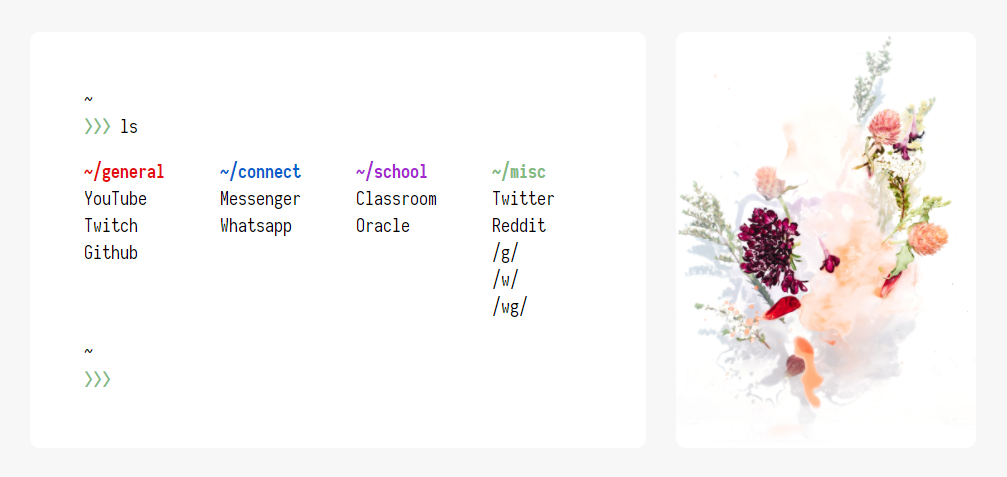 ~
❯❯❯ ls
~/general ~/connect ~/school ~/misc
YouTube Messenger Classroom Twitter
Twitch Whatsapp Oracle Reddit
Github /g/
/w/
/wg/
~
❯❯❯